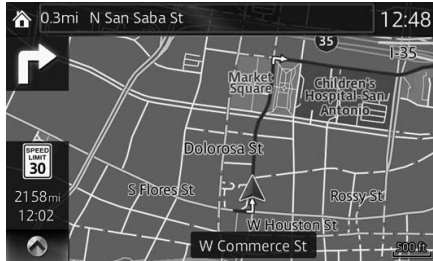 0.3mi N San Saba St
12:48
35
I-35
Market
Square
Children's
Hospital-San
Antonio
SPEED
LIMIT
30
Dolorosa St
2158mi
12:02
S Flores St
Rossy St
W Houston St
W Commerce St
500 ft